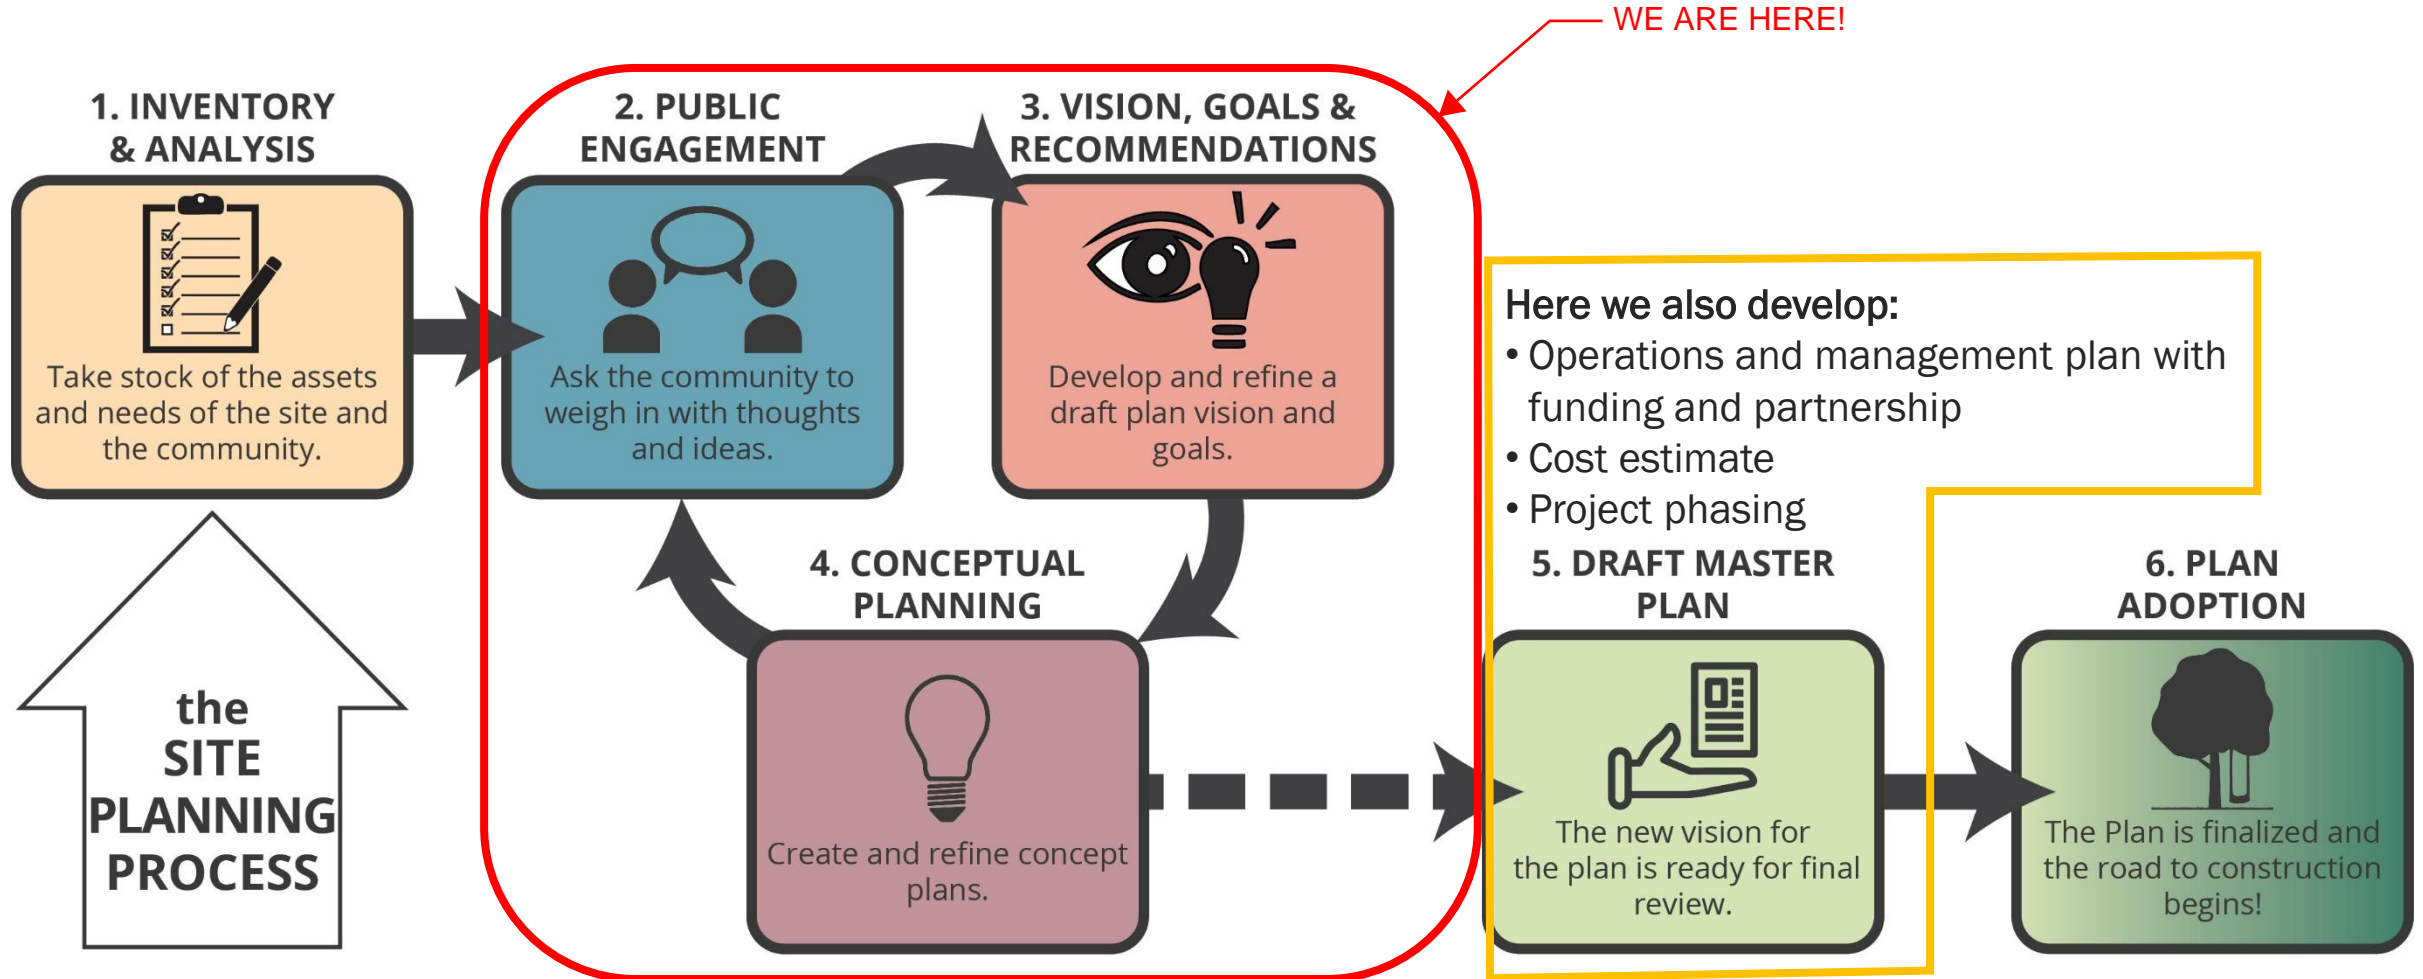 WE ARE HERE!
1. INVENTORY
& ANALYSIS
Take stock of the assets
and needs of the site and
the community.
2. PUBLIC
ENGAGEMENT
Ask the community to
weigh in with thoughts
and ideas.
3. VISION, GOALS &
RECOMMENDATIONS
Develop and refine a
draft plan vision and
goals.
4. CONCEPTUAL
PLANNING
Create and refine concept
plans.
Here we also develop:
• Operations and management plan with
funding and partnership
• Cost estimate
• Project phasing
5. DRAFT MASTER
PLAN
The new vision for
the plan is ready for final
review.
6. PLAN
ADOPTION
The Plan is finalized and
the road to construction
begins!
the
SITE
PLANNING
PROCESS